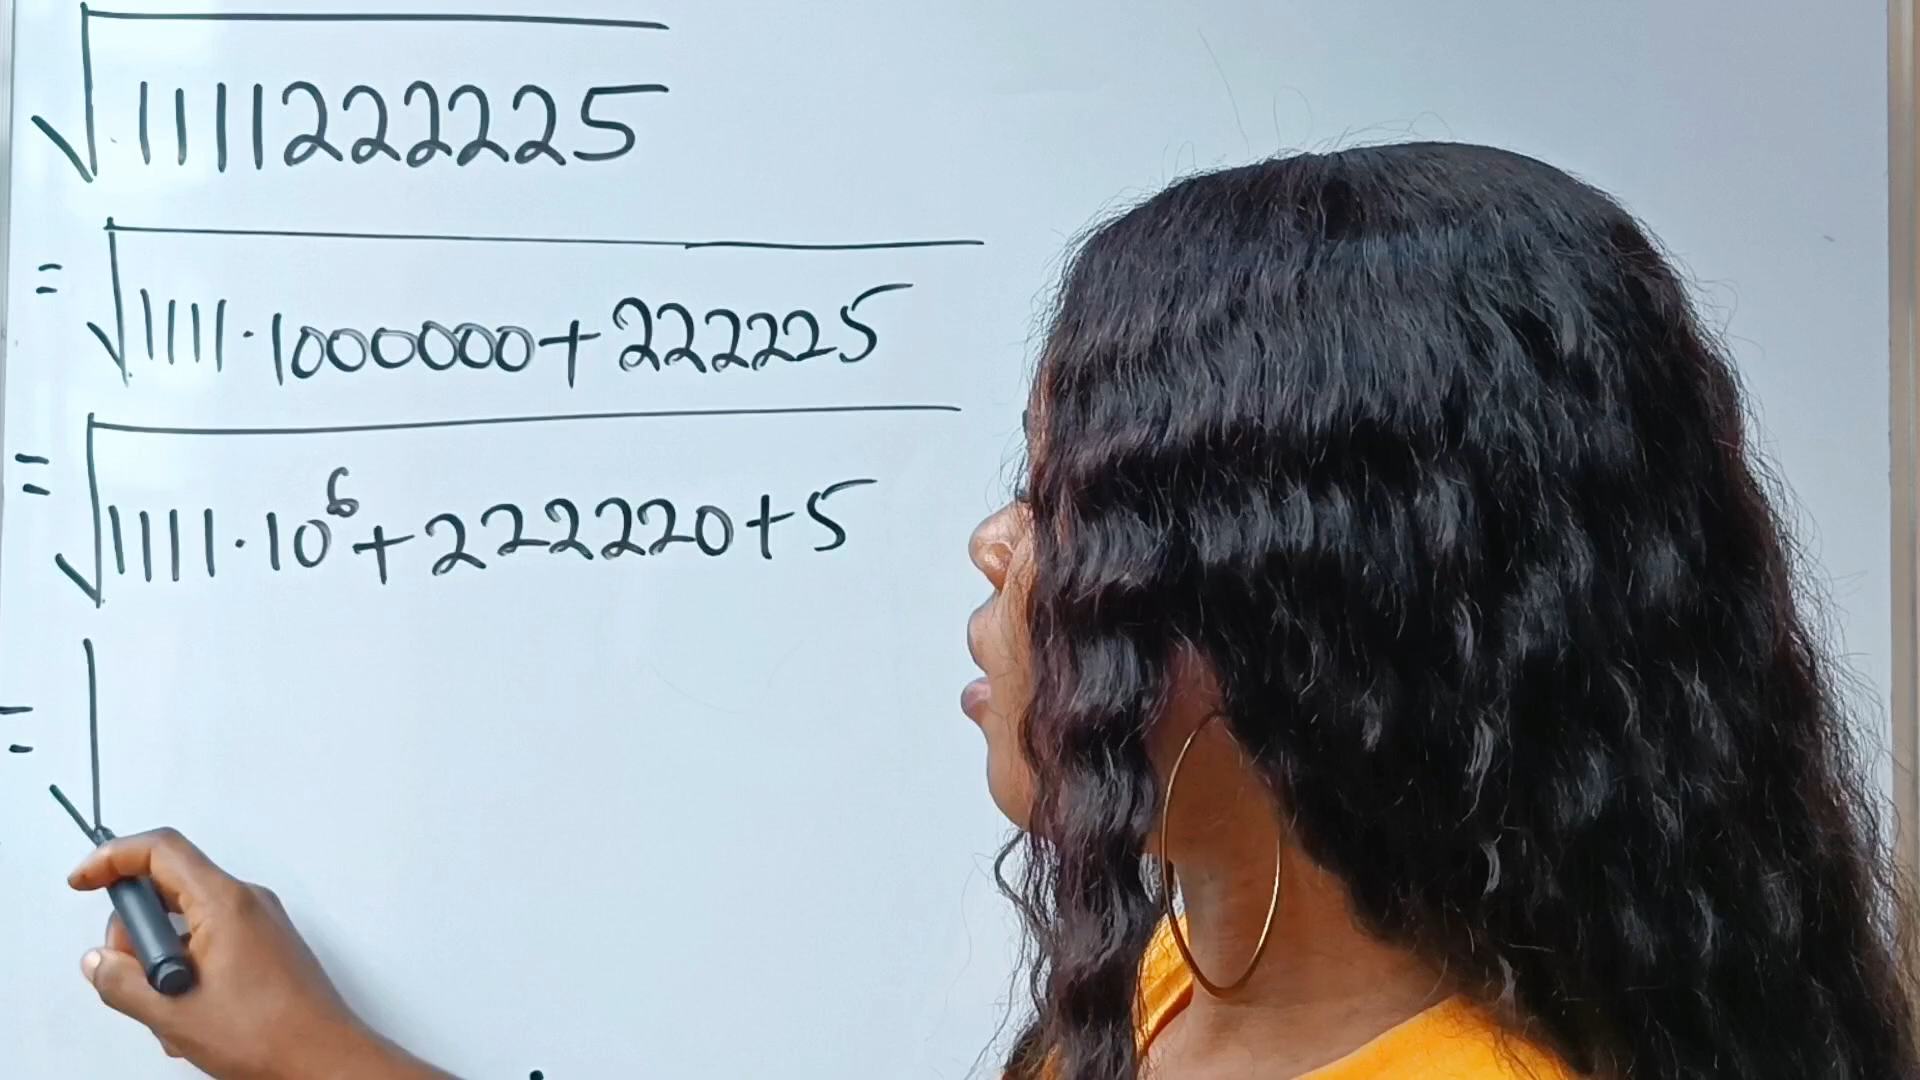 √1111222225
= √1111·1000000+222225
= √1111·10⁶+222220+5
= √